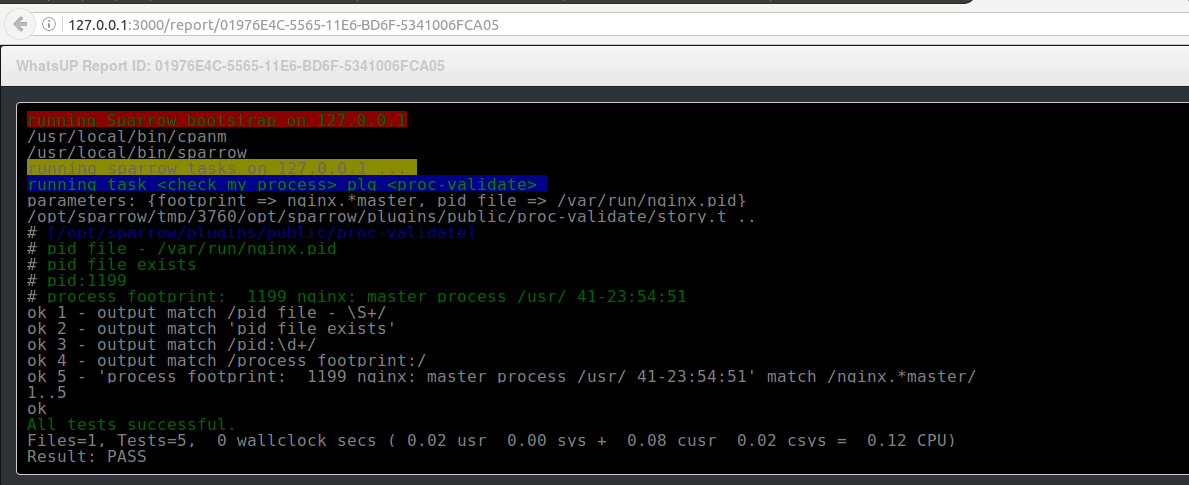 127.0.0.1:3000/report/01976E4C-5565-11E6-BD6F-5341006FCA05
WhatsUP Report ID: 01976E4C-5565-11E6-BD6F-5341006FCA05
running Sparrow bootstrap on 127.0.0.1
/usr/local/bin/cpanm
/usr/local/bin/sparrow
running sparrow tasks on 127.0.0.1 ...
running task <check my process> plg <proc-validate>
parameters: {footprint => nginx.*master, pid_file => /var/run/nginx.pid}
/opt/sparrow/tmp/3760/opt/sparrow/plugins/public/proc-validate/story.t ..
# [/opt/sparrow/plugins/public/proc-validate]
# pid file - /var/run/nginx.pid
# pid file exists
# pid:1199
# process footprint:  1199 nginx: master process /usr/ 41-23:54:51
ok 1 - output match /pid file - \S+/
ok 2 - output match 'pid file exists'
ok 3 - output match /pid:\d+/
ok 4 - output match /process footprint:/
ok 5 - 'process footprint:  1199 nginx: master process /usr/ 41-23:54:51' match /nginx.*master/
1..5
ok
All tests successful.
Files=1, Tests=5,  0 wallclock secs ( 0.02 usr  0.00 sys +  0.08 cusr  0.02 csys =  0.12 CPU)
Result: PASS